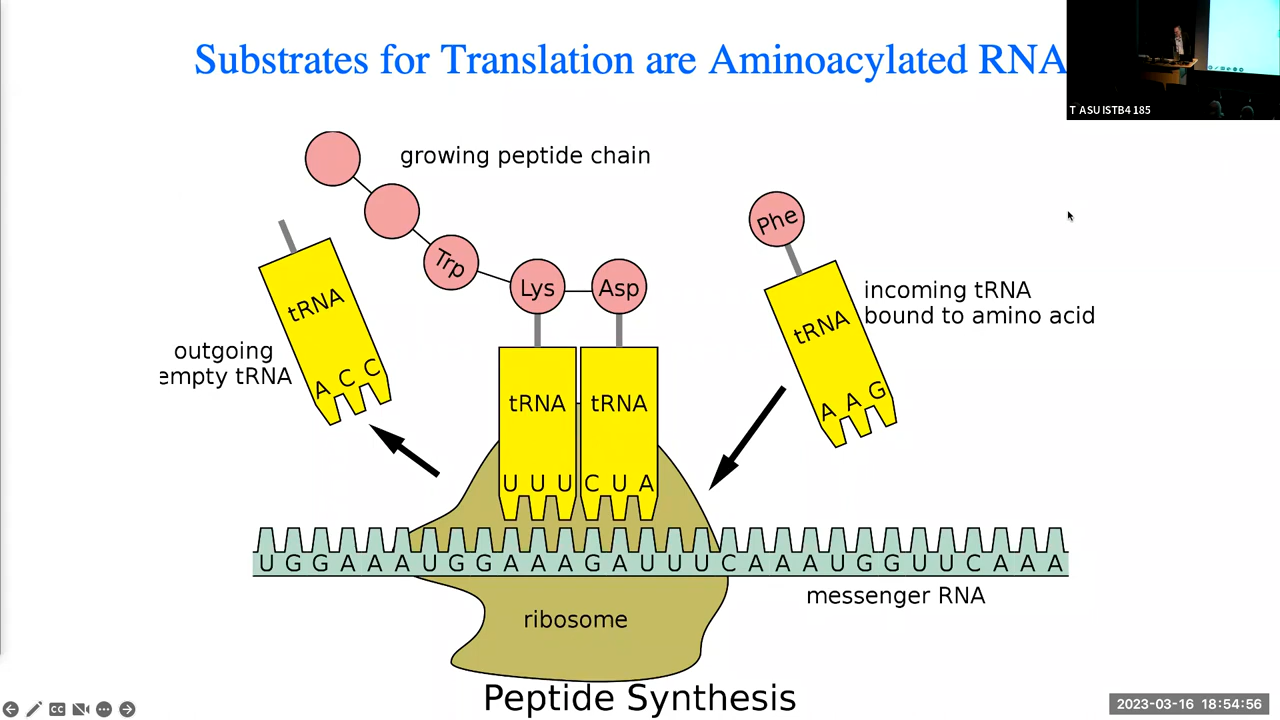 Substrates for Translation are Aminoacylated RNA
T ASU ISTB4 185
growing peptide chain
Trp
Lys
Asp
Phe
tRNA
A C C
outgoing
empty tRNA
tRNA
tRNA
U U U
C U A
tRNA
A A G
incoming tRNA
bound to amino acid
U G G A A A U G G A A A G A U U U C A A A U G G U U C A A A
messenger RNA
ribosome
Peptide Synthesis
CC
2023-03-16 18:54:56